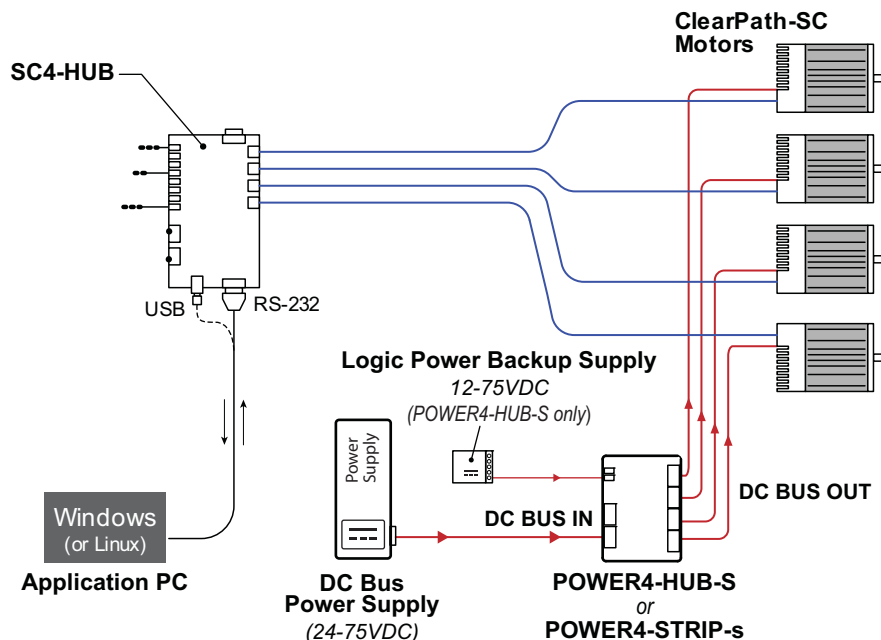 ClearPath-SC
Motors
SC4-HUB
USB
RS-232
Logic Power Backup Supply
12-75VDC
(POWER4-HUB-S only)
Power
Supply
DC BUS IN
DC BUS OUT
Windows
(or Linux)
Application PC
DC Bus
Power Supply
(24-75VDC)
POWER4-HUB-S
or
POWER4-STRIP-s